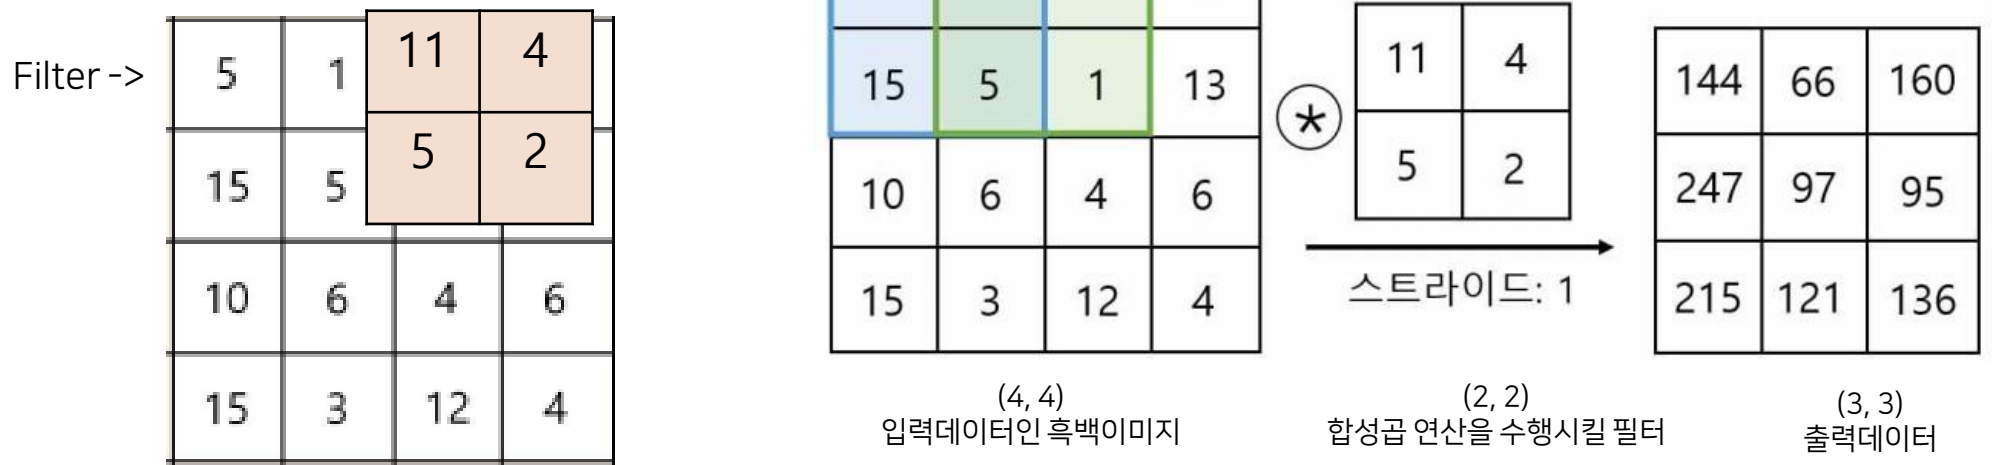 Filter ->
5 1 11 4
5 2
15 5
10 6 4 6
15 3 12 4
15 5 1 13
10 6 4 6
15 3 12 4
(4, 4)
입력데이터인 흑백이미지
*
11 4
5 2
스트라이드: 1
(2, 2)
합성곱 연산을 수행시킬 필터
144 66 160
247 97 95
215 121 136
(3, 3)
출력데이터